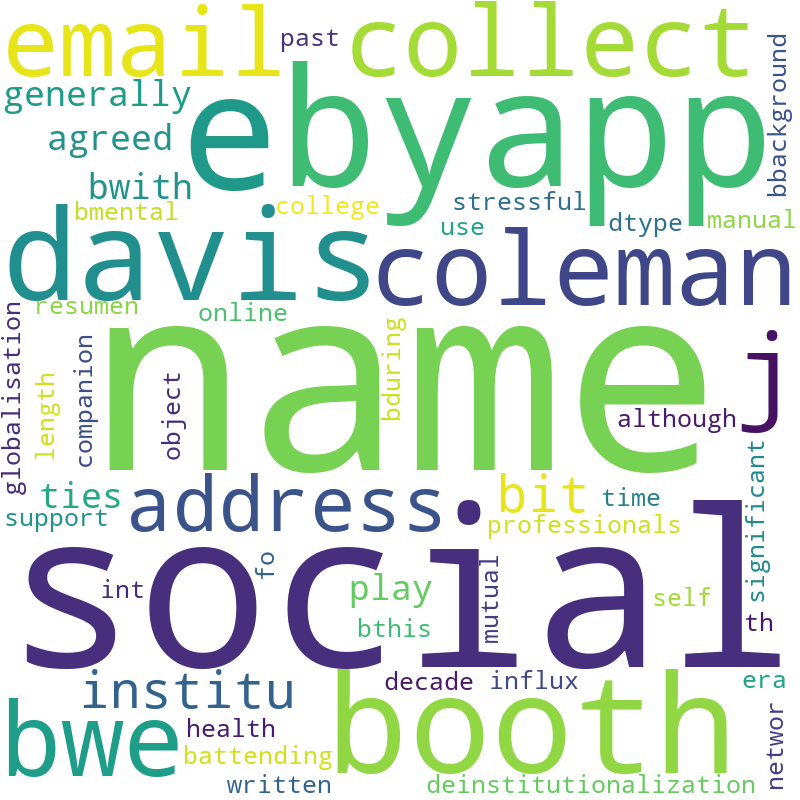 email
past
collect
bbackground
generally
e
byapp
agreed
bwith
bmental
college
stressful
use
dtype
manual
davis
coleman
resumen
online
globalisation
length
companion
object
name
bduring
although
j
ties
support
address
bit
time
professionals
significant
social
int
fo
play
bthis
mutual
self
th
institu
decade
influx
era
bwe
health
battending
written
booth
deinstitutionalization
networ